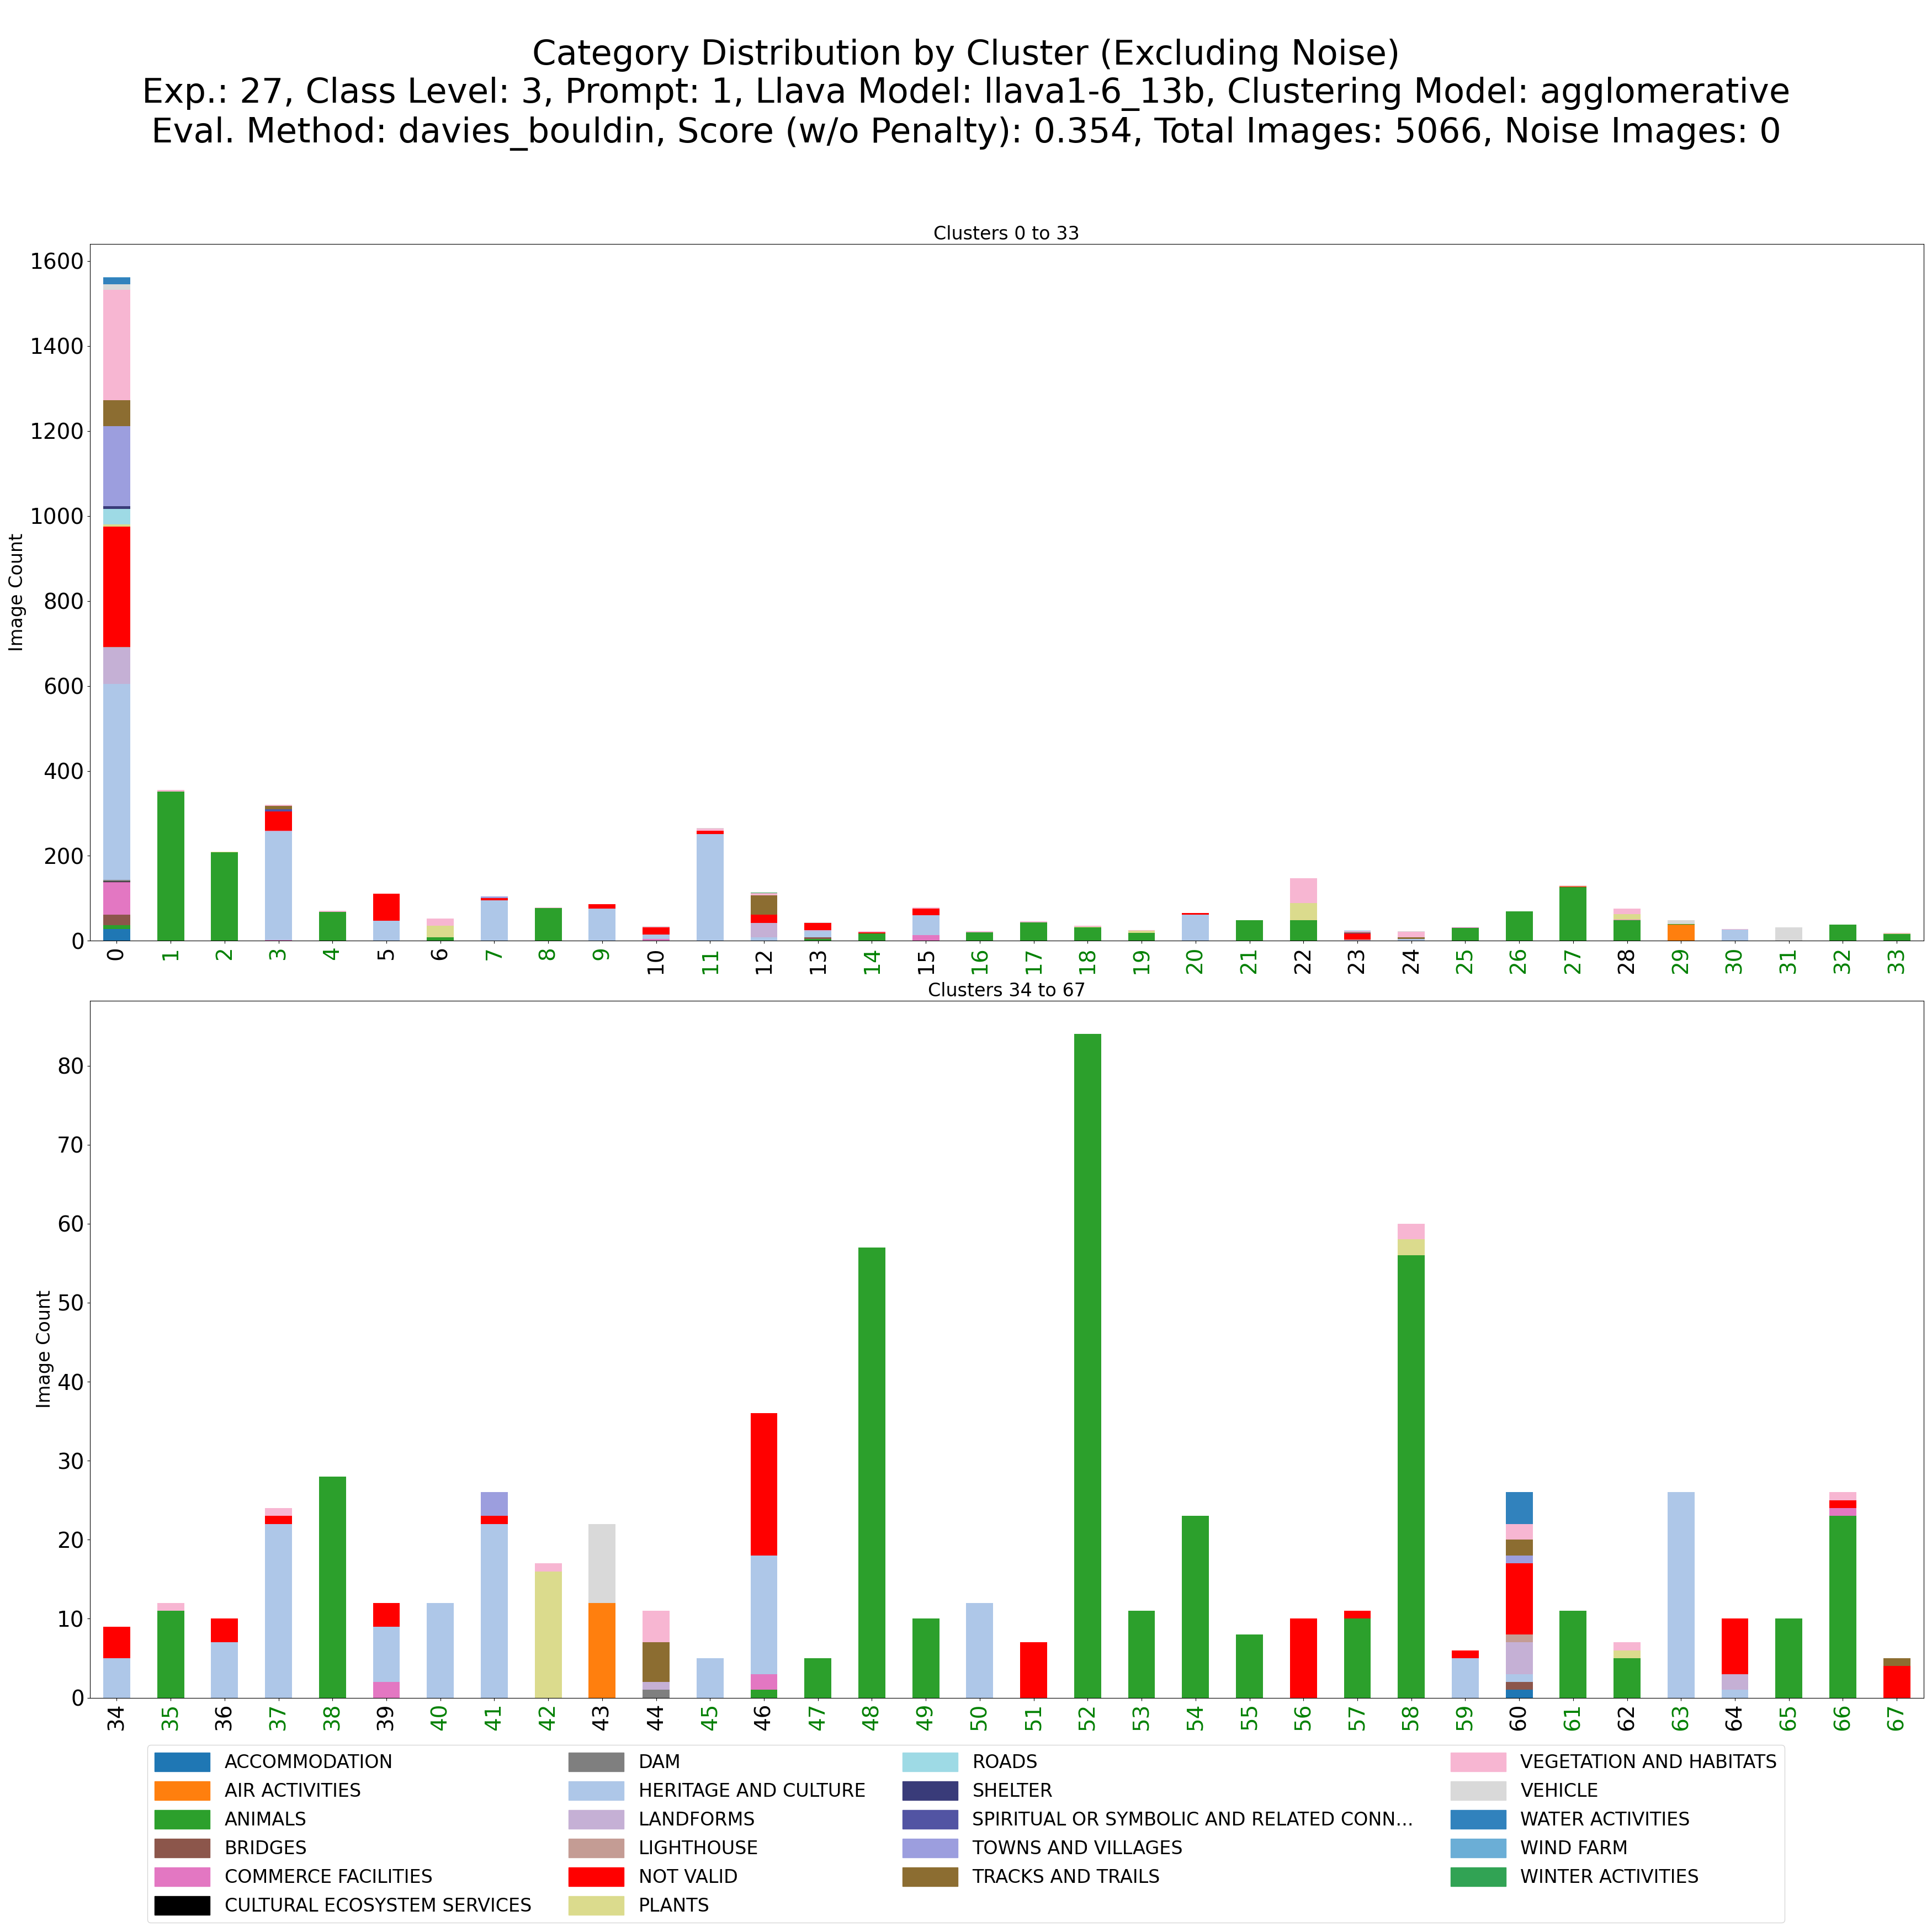 Category Distribution by Cluster (Excluding Noise)
Exp.: 27, Class Level: 3, Prompt: 1, Llava Model: llava1-6_13b, Clustering Model: agglomerative
Eval. Method: davies_bouldin, Score (w/o Penalty): 0.354, Total Images: 5066, Noise Images: 0
Clusters 0 to 33
1600
1400
1200
1000
800
600
400
200
0
Image Count
0 1 2 3 4 5 6 7 8 9 10 11 12 13 14 15 16 17 18 19 20 21 22 23 24 25 26 27 28 29 30 31 32 33
Clusters 34 to 67
80
70
60
50
40
30
20
10
0
Image Count
34 35 36 37 38 39 40 41 42 43 44 45 46 47 48 49 50 51 52 53 54 55 56 57 58 59 60 61 62 63 64 65 66 67
ACCOMMODATION
AIR ACTIVITIES
ANIMALS
BRIDGES
COMMERCE FACILITIES
CULTURAL ECOSYSTEM SERVICES
DAM
HERITAGE AND CULTURE
LANDFORMS
LIGHTHOUSE
NOT VALID
PLANTS
ROADS
SHELTER
SPIRITUAL OR SYMBOLIC AND RELATED CONN...
TOWNS AND VILLAGES
TRACKS AND TRAILS
VEGETATION AND HABITATS
VEHICLE
WATER ACTIVITIES
WIND FARM
WINTER ACTIVITIES